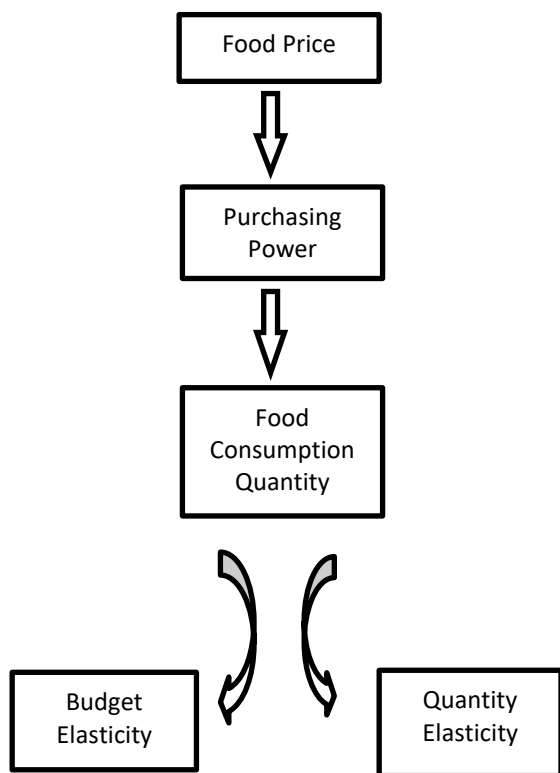 Food Price
Purchasing
Power
Food
Consumption
Quantity
Budget
Elasticity
Quantity
Elasticity